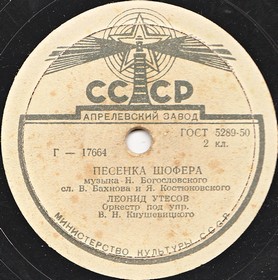 СССР
АПРЕЛЕВСКИЙ ЗАВОД
ГОСТ 5289-50
2 кл.
Г — 17664
ПЕСЕНКА ШОФЕРА
музыка Н. Богословского
сл. В. Бахнова и Я. Костюковского
ЛЕОНИД УТЕСОВ
Оркестр под упр.
В. Н. Кнушевицкого
МИНИСТЕРСТВО КУЛЬТУРЫ С.С.С.Р.